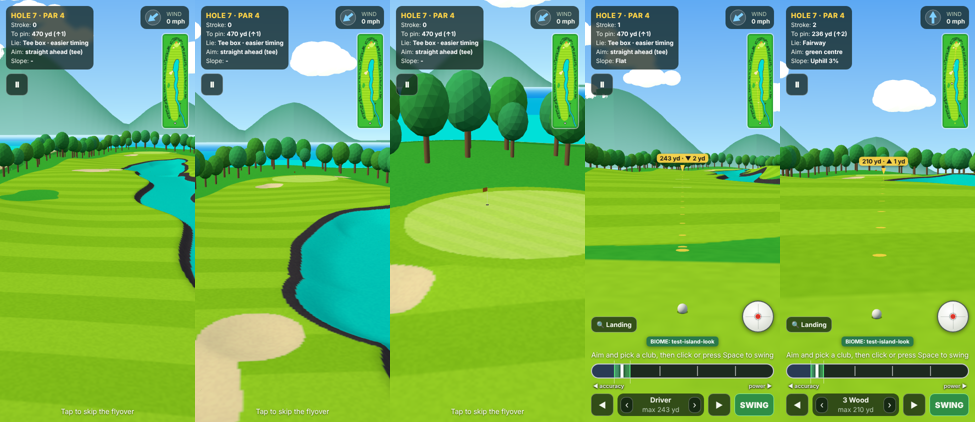 HOLE 7 · PAR 4
Stroke: 0
To pin: 470 yd (↑1)
Lie: Tee box · easier timing
Aim: straight ahead (tee)
Slope: -
WIND
0 mph
Tap to skip the flyover
HOLE 7 · PAR 4
Stroke: 0
To pin: 470 yd (↑1)
Lie: Tee box · easier timing
Aim: straight ahead (tee)
Slope: -
WIND
0 mph
Tap to skip the flyover
HOLE 7 · PAR 4
Stroke: 0
To pin: 470 yd (↑1)
Lie: Tee box · easier timing
Aim: straight ahead (tee)
Slope: -
WIND
0 mph
Tap to skip the flyover
HOLE 7 · PAR 4
Stroke: 1
To pin: 470 yd (↑1)
Lie: Tee box · easier timing
Aim: straight ahead (tee)
Slope: Flat
WIND
0 mph
243 yd · ▼ 2 yd
Landing
BIOME: test-island-look
Aim and pick a club, then click or press Space to swing
◀ accuracy
power ▶
Driver
max 243 yd
SWING
HOLE 7 · PAR 4
Stroke: 2
To pin: 236 yd (↑2)
Lie: Fairway
Aim: green centre
Slope: Uphill 3%
WIND
0 mph
210 yd · ▲ 1 yd
Landing
BIOME: test-island-look
Aim and pick a club, then click or press Space to swing
◀ accuracy
power ▶
3 Wood
max 210 yd
SWING